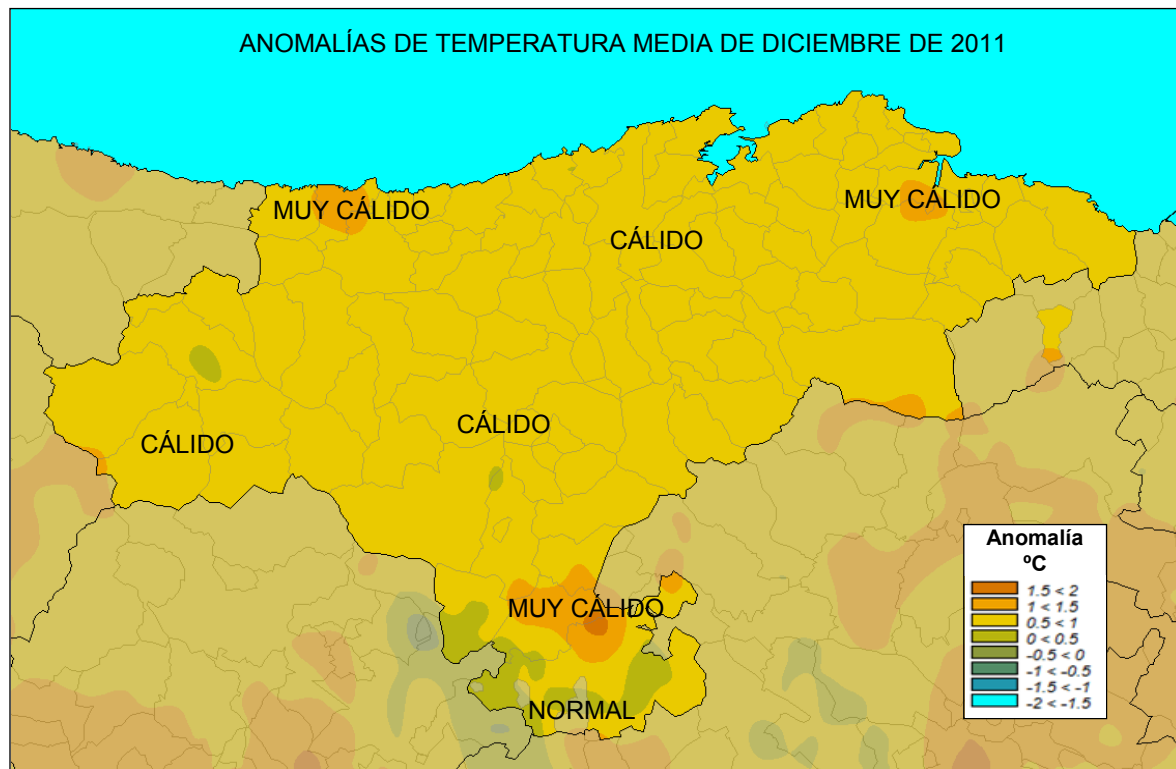 ANOMALÍAS DE TEMPERATURA MEDIA DE DICIEMBRE DE 2011
MUY CÁLIDO
MUY CÁLIDO
CÁLIDO
CÁLIDO
CÁLIDO
MUY CÁLIDO
NORMAL
Anomalía
ºC
1.5 < 2
1 < 1.5
0.5 < 1
0 < 0.5
-0.5 < 0
-1 < -0.5
-1.5 < -1
-2 < -1.5